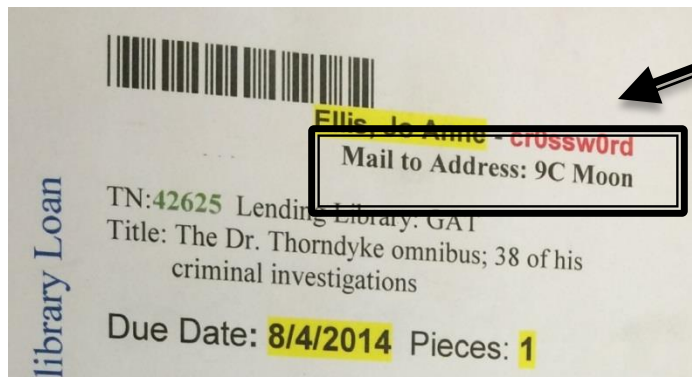 Ellis, Jo Anne - cr0ssw0rd
Mail to Address: 9C Moon
TN:42625 Lending Library: GAT
Title: The Dr. Thorndyke omnibus; 38 of his
criminal investigations
Due Date: 8/4/2014 Pieces: 1
library Loan